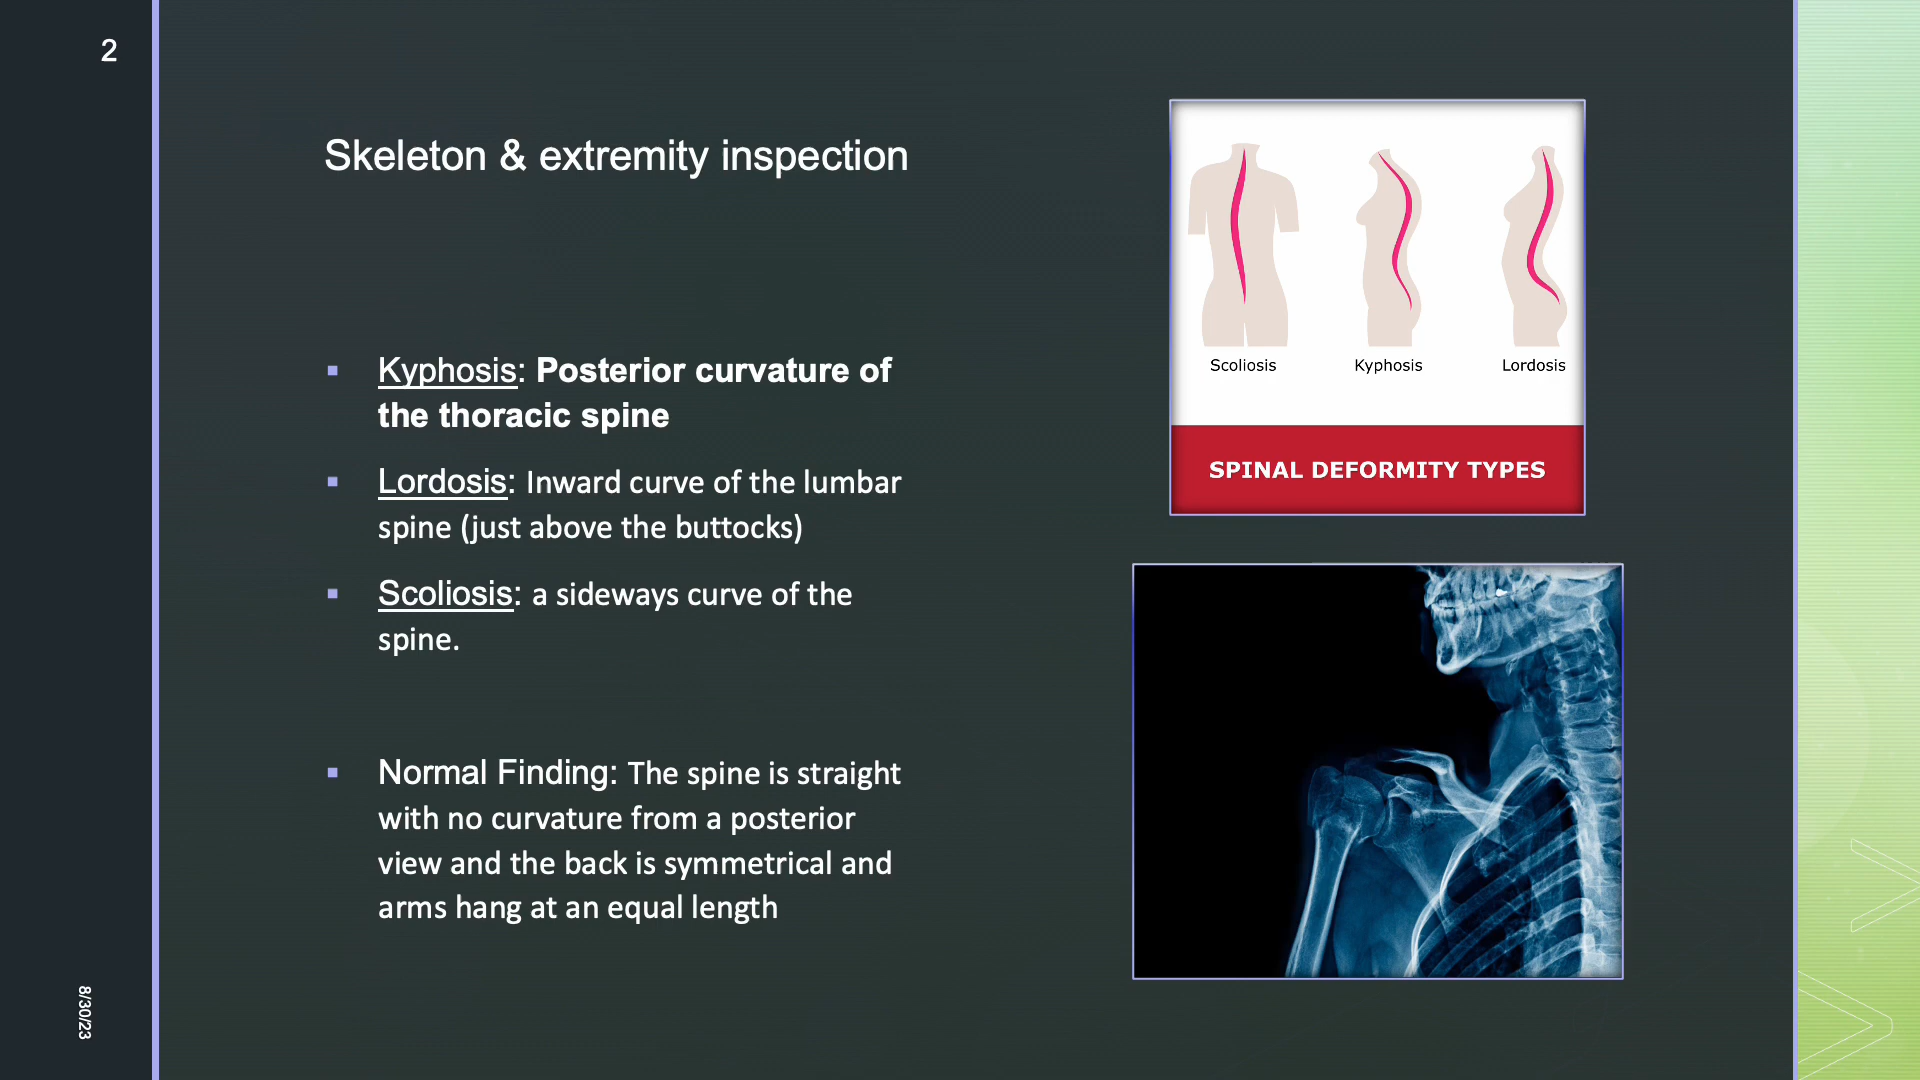 2
Skeleton & extremity inspection
Kyphosis: Posterior curvature of
the thoracic spine
Lordosis: Inward curve of the lumbar
spine (just above the buttocks)
Scoliosis: a sideways curve of the
spine.
Normal Finding: The spine is straight
with no curvature from a posterior
view and the back is symmetrical and
arms hang at an equal length
Scoliosis
Kyphosis
Lordosis
SPINAL DEFORMITY TYPES
8/30/23